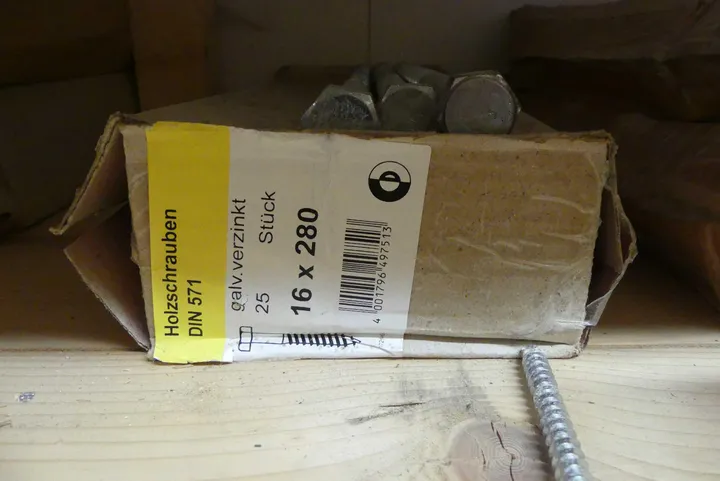 Holzschrauben
DIN 571
galv.verzinkt
25 Stück
16 x 280
4 001796 497513